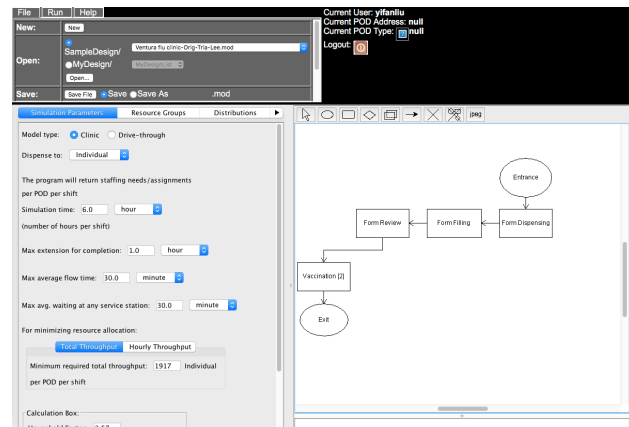 File Run Help
Current User: yifanliu
Current POD Address: null
Current POD Type: null
Logout:
New: New
Open: SampleDesign/ Ventura flu clinic-Orig-Tria-Lee.mod
MyDesign/ MyDesignList
Open...
Save: Save File Save Save As .mod
Simulation Parameters Resource Groups Distributions
jpeg
Model type: Clinic Drive-through
Dispense to: Individual
The program will return staffing needs/assignments
per POD per shift
Simulation time: 6.0 hour
(number of hours per shift)
Max extension for completion: 1.0 hour
Max average flow time: 30.0 minute
Max avg. waiting at any service station: 30.0 minute
For minimizing resource allocation:
Total Throughput Hourly Throughput
Minimum required total throughput: 1917 Individual
per POD per shift
Calculation Box:
Entrance
Form Review
Form Filling
Form Dispensing
Vaccination [2]
Exit